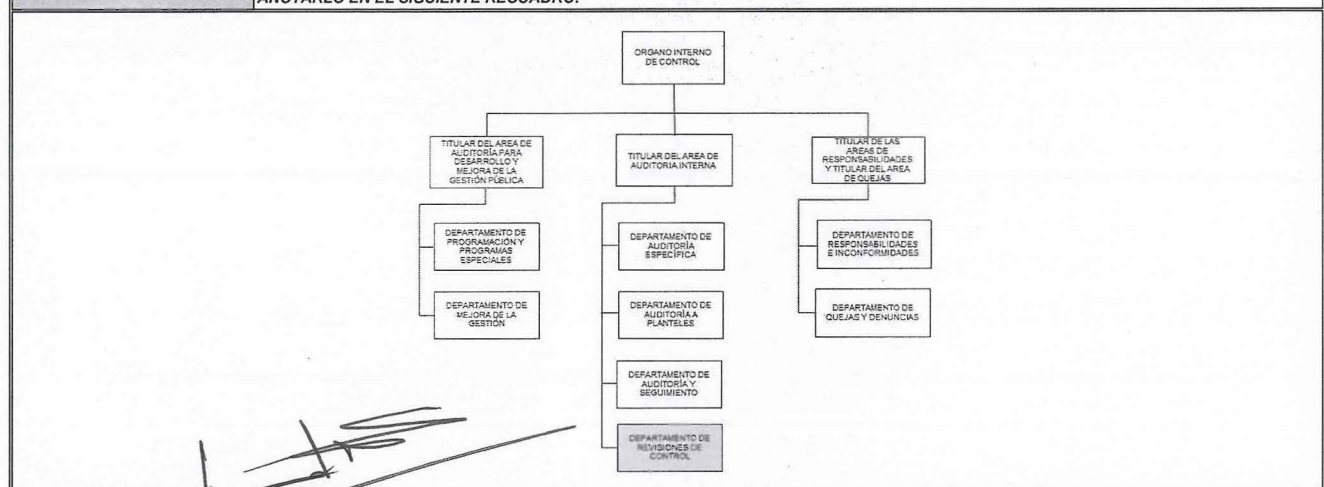 ANOTARLO EN EL SIGUIENTE RECUADRO:
ORGANO INTERNO
DE CONTROL
TITULAR DEL AREA DE
AUDITORÍA PARA
DESARROLLO Y
MEJORA DE LA
GESTIÓN PÚBLICA
TITULAR DEL AREA DE
AUDITORIA INTERNA
TITULAR DE LAS
AREAS DE
RESPONSABILIDADES
Y TITULAR DEL AREA
DE QUEJAS
DEPARTAMENTO DE
PROGRAMACIÓN Y
PROGRAMAS
ESPECIALES
DEPARTAMENTO DE
AUDITORÍA
ESPECÍFICA
DEPARTAMENTO DE
RESPONSABILIDADES
E INCONFORMIDADES
DEPARTAMENTO DE
MEJORA DE LA
GESTIÓN
DEPARTAMENTO DE
AUDITORÍA A
PLANTELES
DEPARTAMENTO DE
QUEJAS Y DENUNCIAS
DEPARTAMENTO DE
AUDITORÍA Y
SEGUIMIENTO
DEPARTAMENTO DE
REVISIONES DE
CONTROL